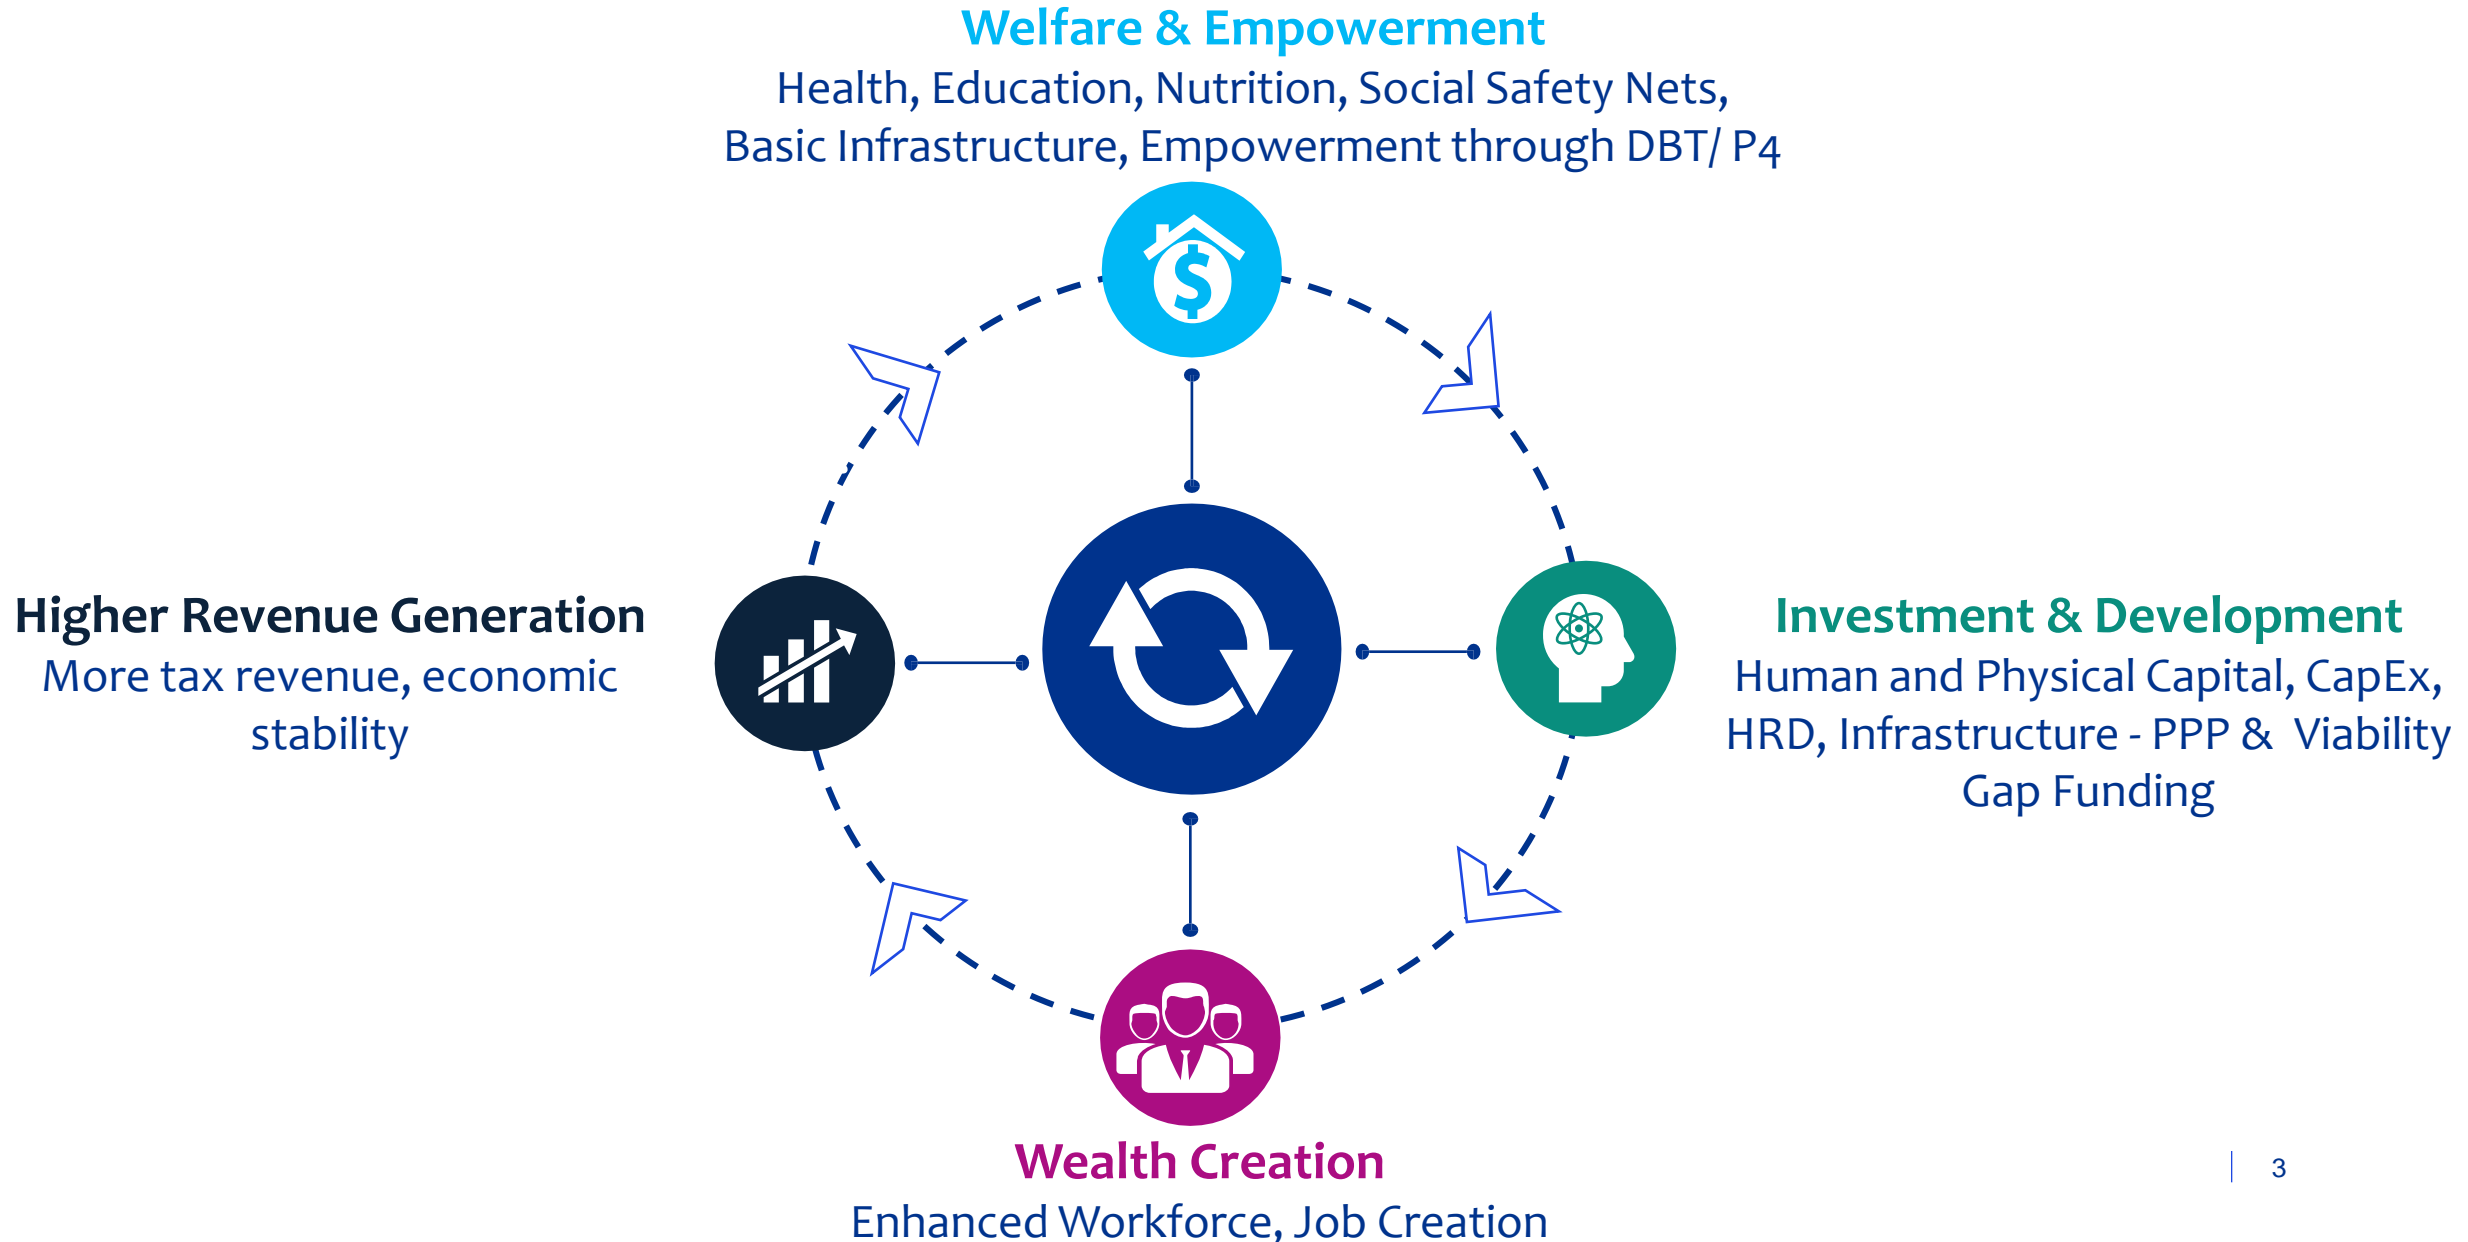 Welfare & Empowerment
Health, Education, Nutrition, Social Safety Nets,
Basic Infrastructure, Empowerment through DBT/ P4
$
Higher Revenue Generation
More tax revenue, economic
stability
Investment & Development
Human and Physical Capital, CapEx,
HRD, Infrastructure - PPP & Viability
Gap Funding
Wealth Creation
Enhanced Workforce, Job Creation
3